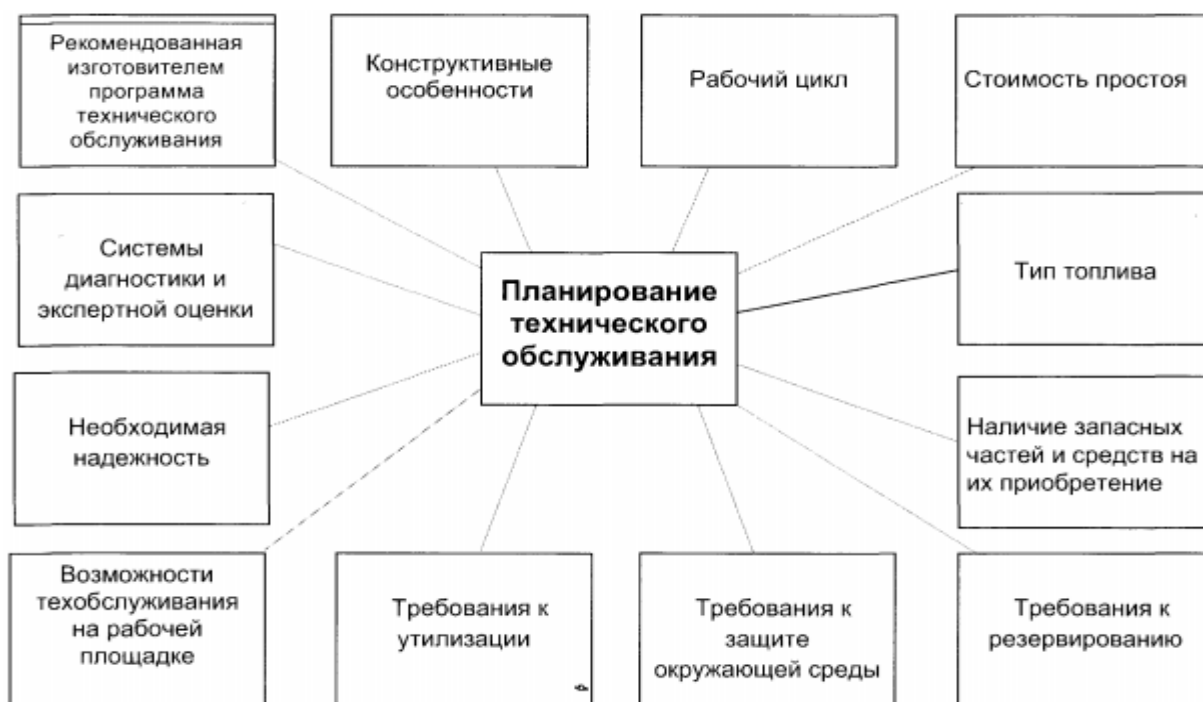 Рекомендованная
изготовителем
программа
технического
обслуживания
Конструктивные
особенности
Рабочий цикл
Стоимость простоя
Системы
диагностики и
экспертной оценки
Планирование
технического
обслуживания
Тип топлива
Необходимая
надежность
Наличие запасных
частей и средств на
их приобретение
Возможности
техобслуживания
на рабочей
площадке
Требования к
утилизации
Требования к
защите
окружающей среды
Требования к
резервированию